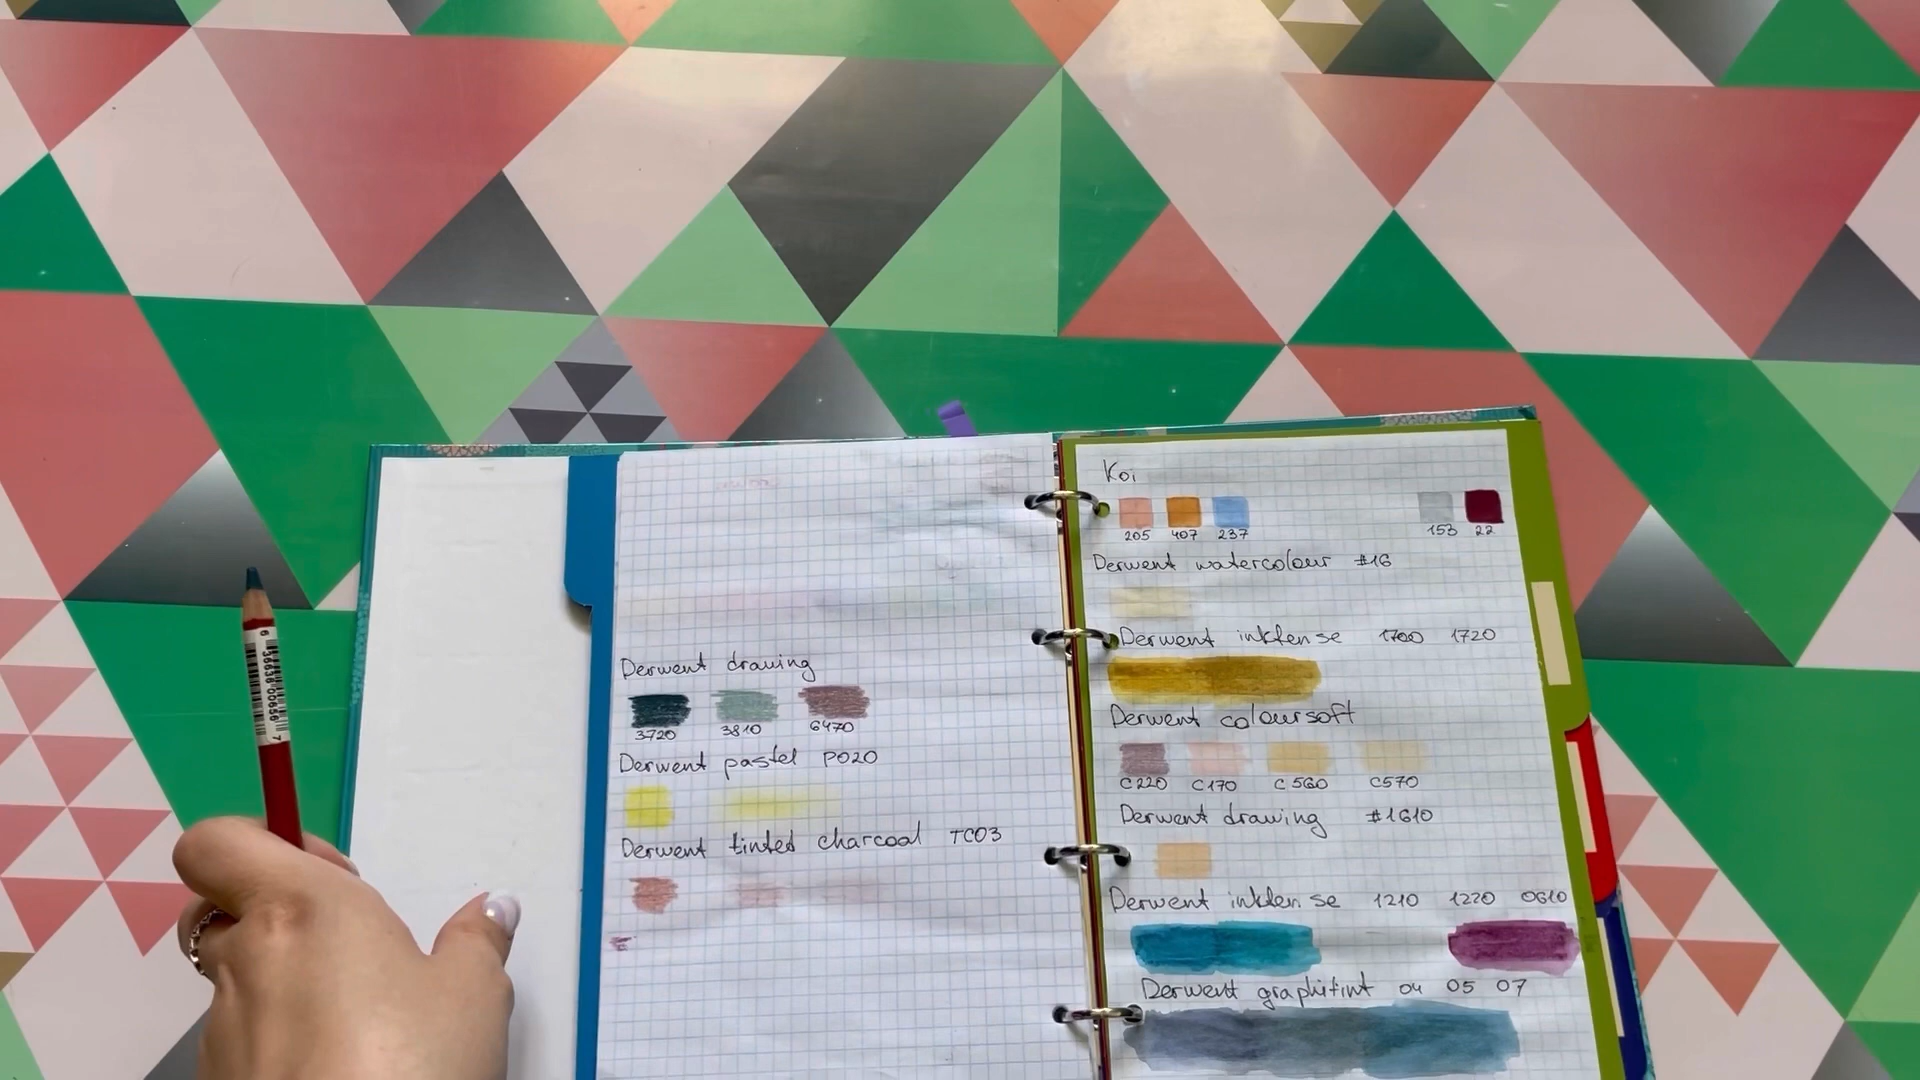 Derwent drawing
3720 3810 6470
Derwent pastel P020
Derwent tinted charcoal TC03
Koi
205 407 237 153 22
Derwent watercolour #16
Derwent inktense 1700 1720
Derwent coloursoft
C220 C170 C560 C570
Derwent drawing #1610
Derwent inktense 1210 1220 0610
Derwent graphitint 04 05 07